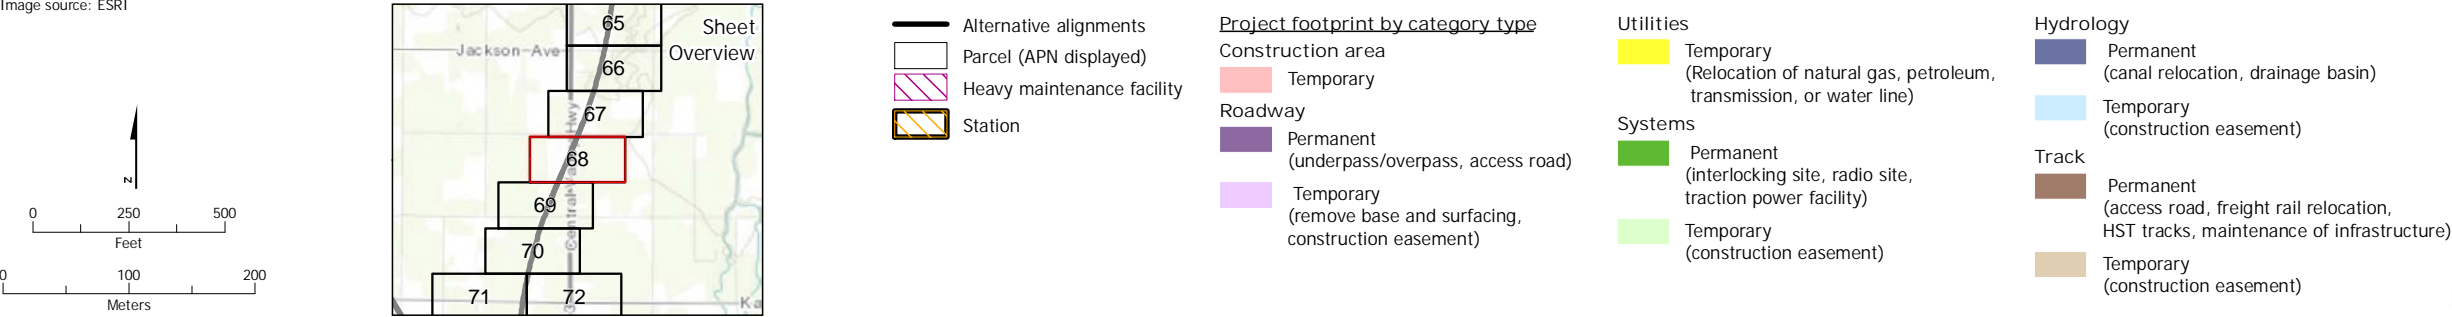 Image source: ESRI
N
0 250 500
Feet
0 100 200
Meters
Sheet
Overview
Jackson-Ave
65
66
67
68
69
70
71
72
Alternative alignments
Parcel (APN displayed)
Heavy maintenance facility
Station
Project footprint by category type
Construction area
Temporary
Roadway
Permanent
(underpass/overpass, access road)
Temporary
(remove base and surfacing,
construction easement)
Utilities
Temporary
(Relocation of natural gas, petroleum,
transmission, or water line)
Systems
Permanent
(interlocking site, radio site,
traction power facility)
Temporary
(construction easement)
Hydrology
Permanent
(canal relocation, drainage basin)
Temporary
(construction easement)
Track
Permanent
(access road, freight rail relocation,
HST tracks, maintenance of infrastructure)
Temporary
(construction easement)